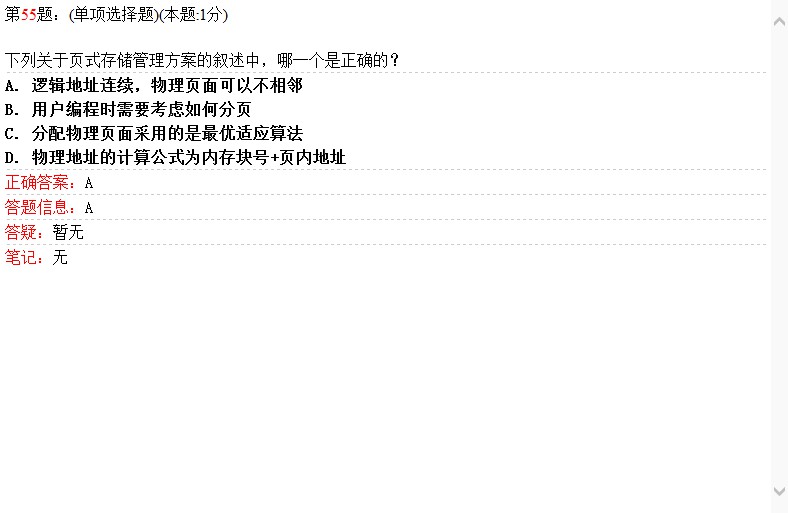 第55题：(单项选择题)(本题:1分)
下列关于页式存储管理方案的叙述中，哪一个是正确的？
A. 逻辑地址连续，物理页面可以不相邻
B. 用户编程时需要考虑如何分页
C. 分配物理页面采用的是最优适应算法
D. 物理地址的计算公式为内存块号+页内地址
正确答案：A
答题信息：A
答疑：暂无
笔记：无